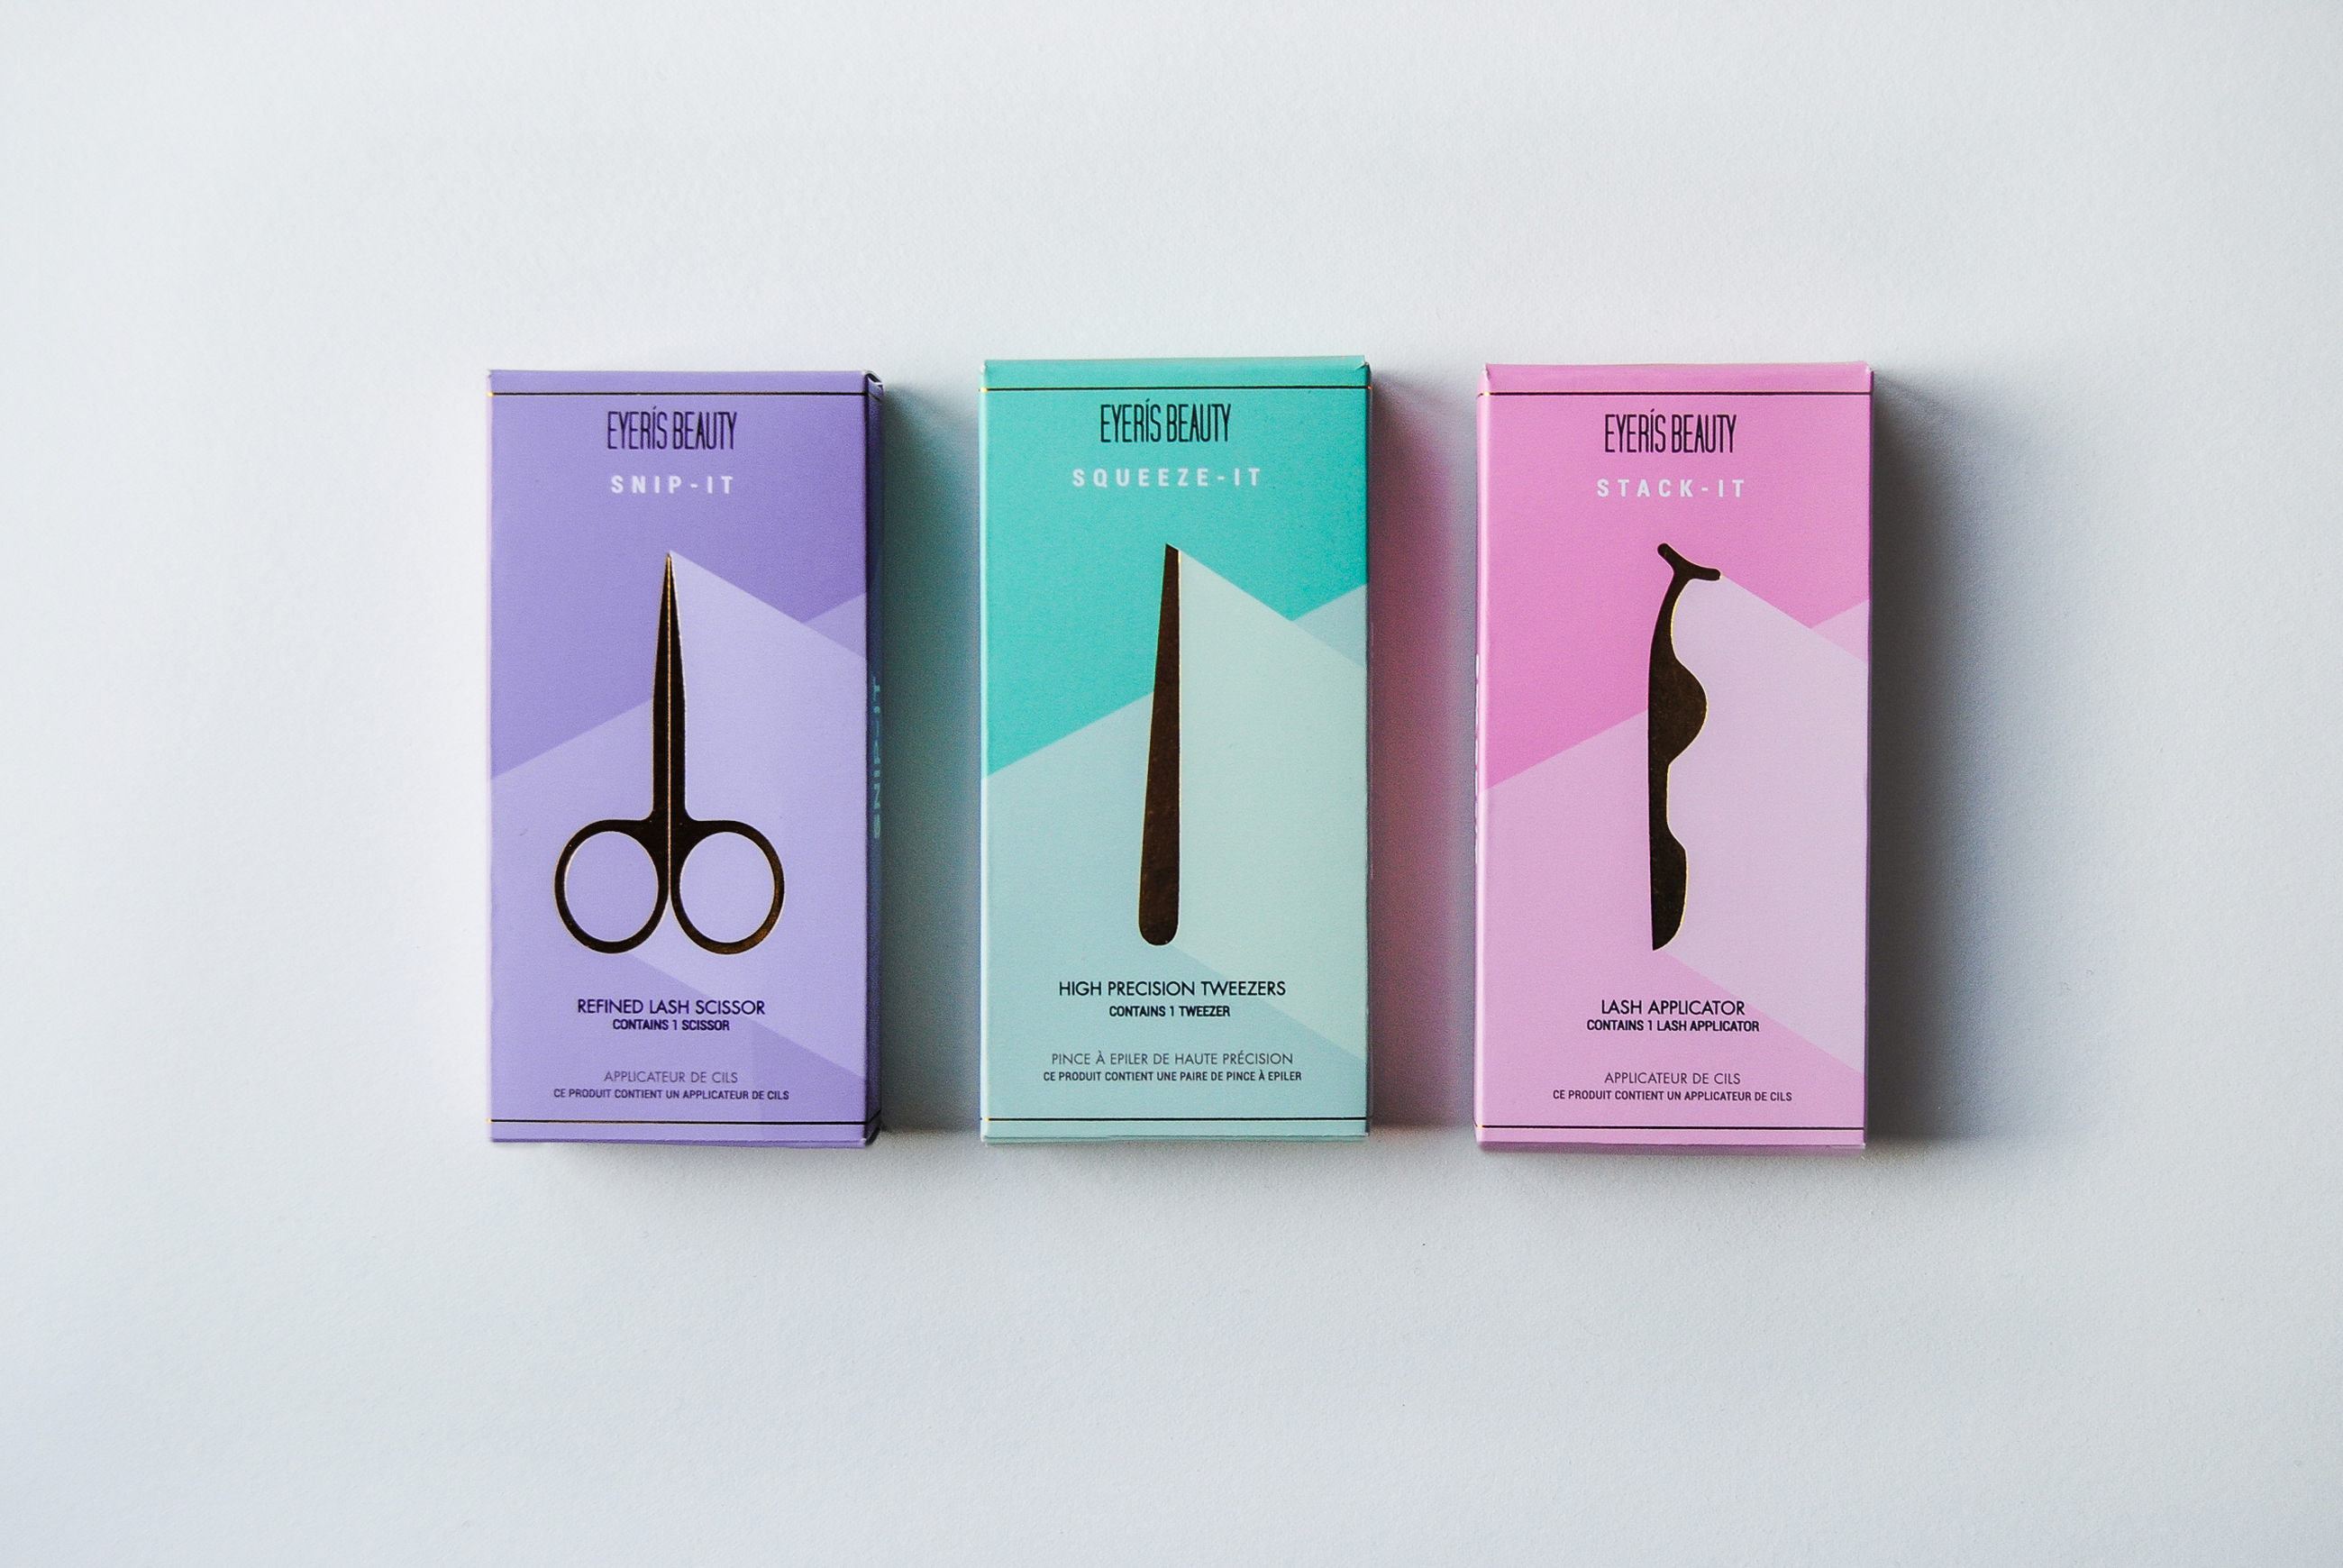 EYERÍS BEAUTY
SNIP-IT
REFINED LASH SCISSOR
CONTAINS 1 SCISSOR
APPLICATEUR DE CILS
CE PRODUIT CONTIENT UN APPLICATEUR DE CILS
SNIP-IT
EYERÍS BEAUTY
SQUEEZE-IT
HIGH PRECISION TWEEZERS
CONTAINS 1 TWEEZER
PINCE À EPILER DE HAUTE PRÉCISION
CE PRODUIT CONTIENT UNE PAIRE DE PINCE À EPILER
EYERÍS BEAUTY
STACK-IT
LASH APPLICATOR
CONTAINS 1 LASH APPLICATOR
APPLICATEUR DE CILS
CE PRODUIT CONTIENT UN APPLICATEUR DE CILS